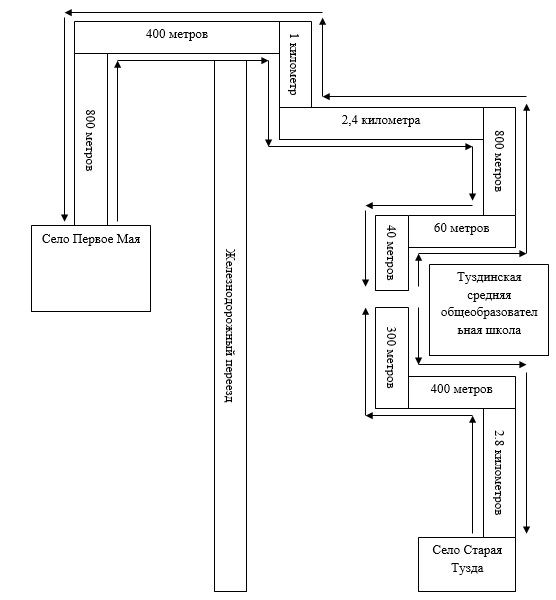 400 метров
1 километр
800 метров
2,4 километра
800 метров
Село Первое Мая
60 метров
40 метров
Железнодорожный переезд
Туздинская
средняя
общеобразовател
ьная школа
300 метров
400 метров
2.8 километров
Село Старая
Тузда